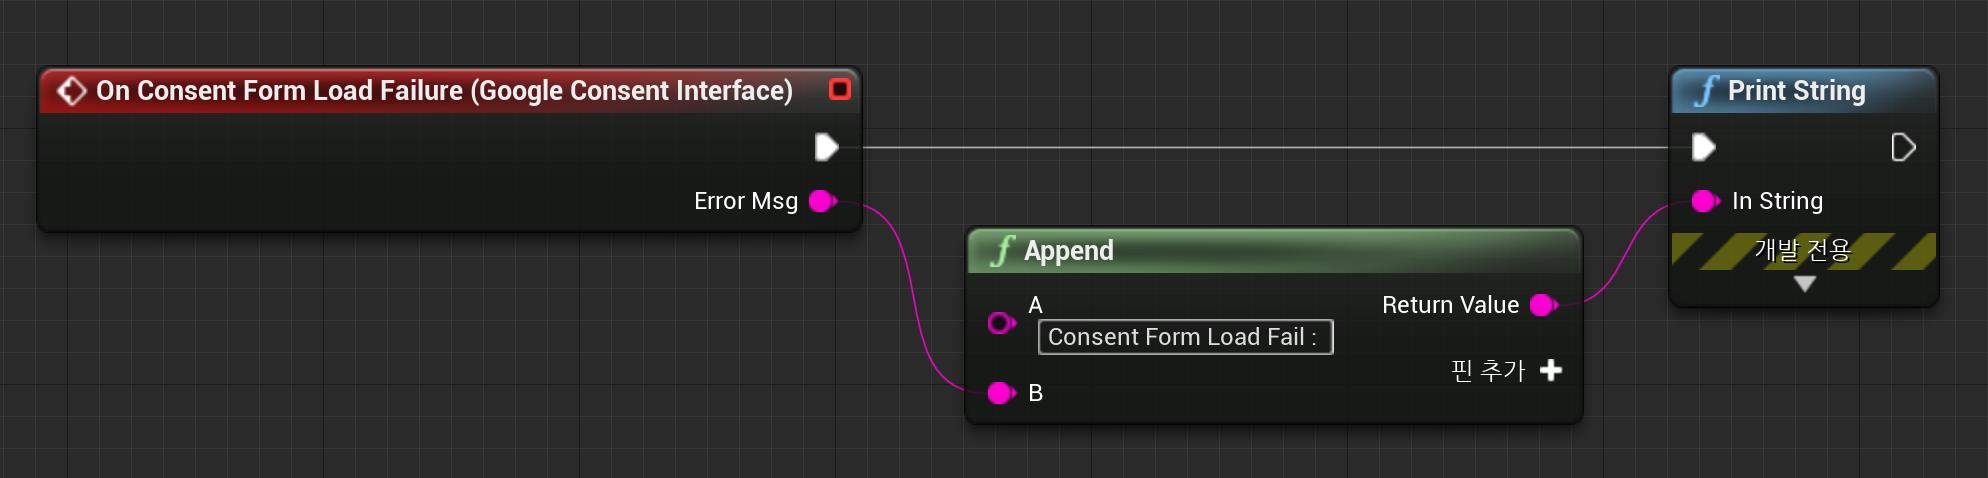 On Consent Form Load Failure (Google Consent Interface)
Error Msg
Append
A
Consent Form Load Fail :
B
Return Value
핀 추가
Print String
In String
개발 전용